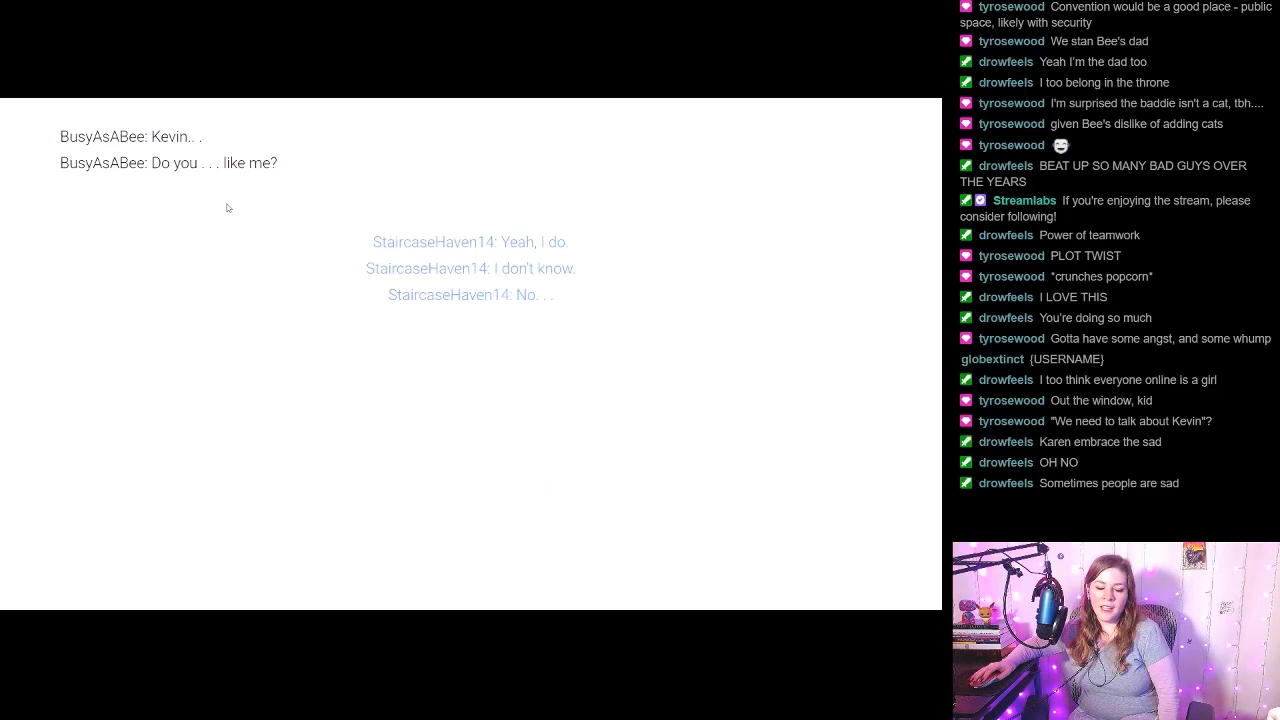 BusyAsABee: Kevin.. .
BusyAsABee: Do you . . . like me?
StaircaseHaven14: Yeah, I do.
StaircaseHaven14: I don't know.
StaircaseHaven14: No. . .
tyrosewood Convention would be a good place - public
space, likely with security
tyrosewood We stan Bee's dad
drowfeels Yeah I'm the dad too
drowfeels I too belong in the throne
tyrosewood I'm surprised the baddie isn't a cat, tbh....
tyrosewood given Bee's dislike of adding cats
tyrosewood
drowfeels BEAT UP SO MANY BAD GUYS OVER
THE YEARS
Streamlabs If you're enjoying the stream, please
consider following!
drowfeels Power of teamwork
tyrosewood PLOT TWIST
tyrosewood *crunches popcorn*
drowfeels I LOVE THIS
drowfeels You're doing so much
tyrosewood Gotta have some angst, and some whump
globextinct {USERNAME}
drowfeels I too think everyone online is a girl
tyrosewood Out the window, kid
tyrosewood "We need to talk about Kevin"?
drowfeels Karen embrace the sad
drowfeels OH NO
drowfeels Sometimes people are sad